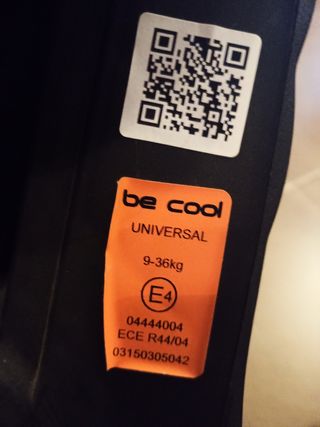 be cool
UNIVERSAL
9-36kg
E4
04444004
ECE R44/04
03150305042